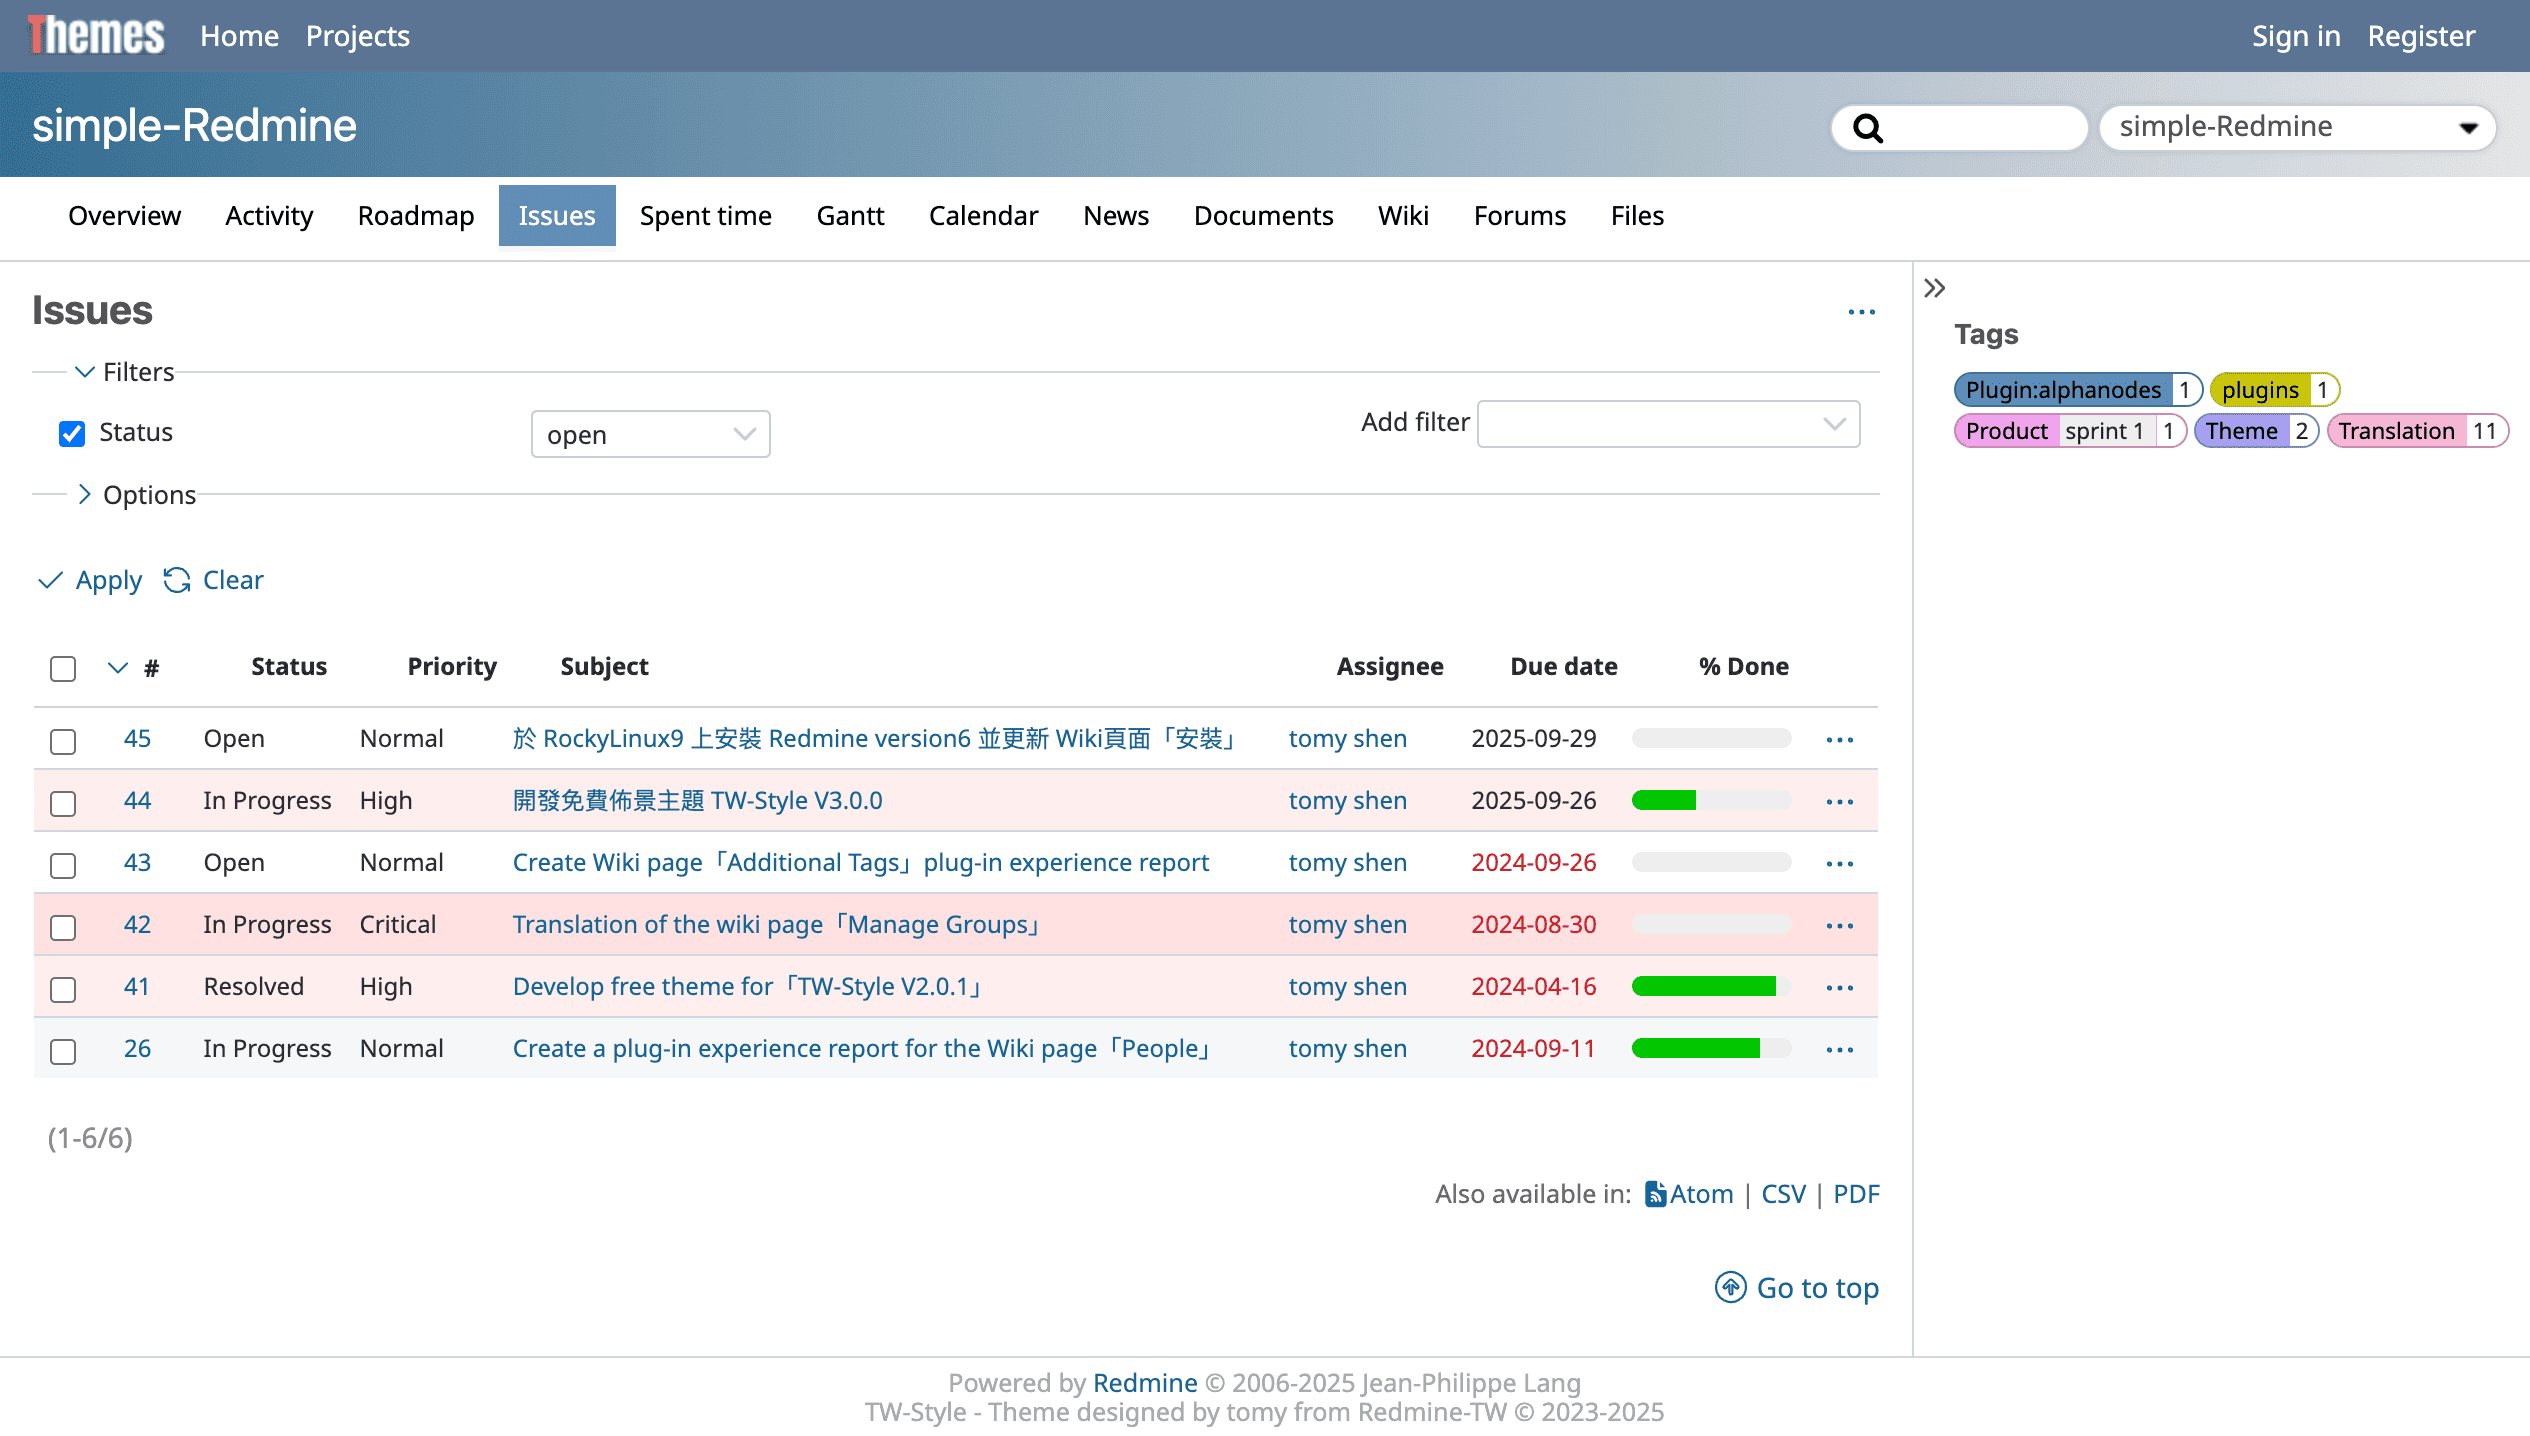 Themes Home Projects Sign in Register
simple-Redmine simple-Redmine
Overview Activity Roadmap Issues Spent time Gantt Calendar News Documents Wiki Forums Files
Issues
Filters
Status open Add filter
Options
Apply Clear
# Status Priority Subject Assignee Due date % Done
45 Open Normal 於 RockyLinux9 上安裝 Redmine version6 並更新 Wiki頁面「安裝」 tomy shen 2025-09-29
44 In Progress High 開發免費佈景主題 TW-Style V3.0.0 tomy shen 2025-09-26
43 Open Normal Create Wiki page「Additional Tags」plug-in experience report tomy shen 2024-09-26
42 In Progress Critical Translation of the wiki page「Manage Groups」 tomy shen 2024-08-30
41 Resolved High Develop free theme for「TW-Style V2.0.1」 tomy shen 2024-04-16
26 In Progress Normal Create a plug-in experience report for the Wiki page「People」 tomy shen 2024-09-11
(1-6/6)
Also available in: Atom | CSV | PDF
Go to top
Tags
Plugin:alphanodes 1 plugins 1
Product sprint 1 1 Theme 2 Translation 11
Powered by Redmine © 2006-2025 Jean-Philippe Lang
TW-Style - Theme designed by tomy from Redmine-TW © 2023-2025